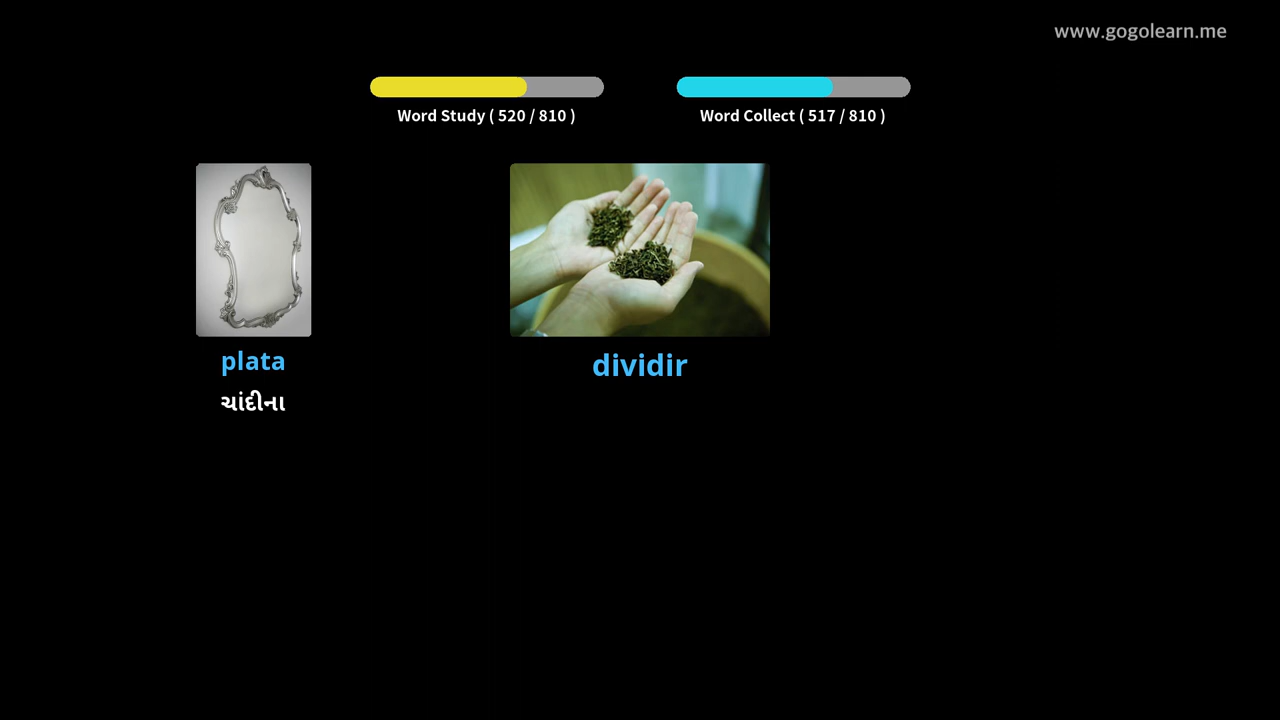 www.gogolearn.me
Word Study ( 520 / 810 )
Word Collect ( 517 / 810 )
plata
ચાંદીના
dividir